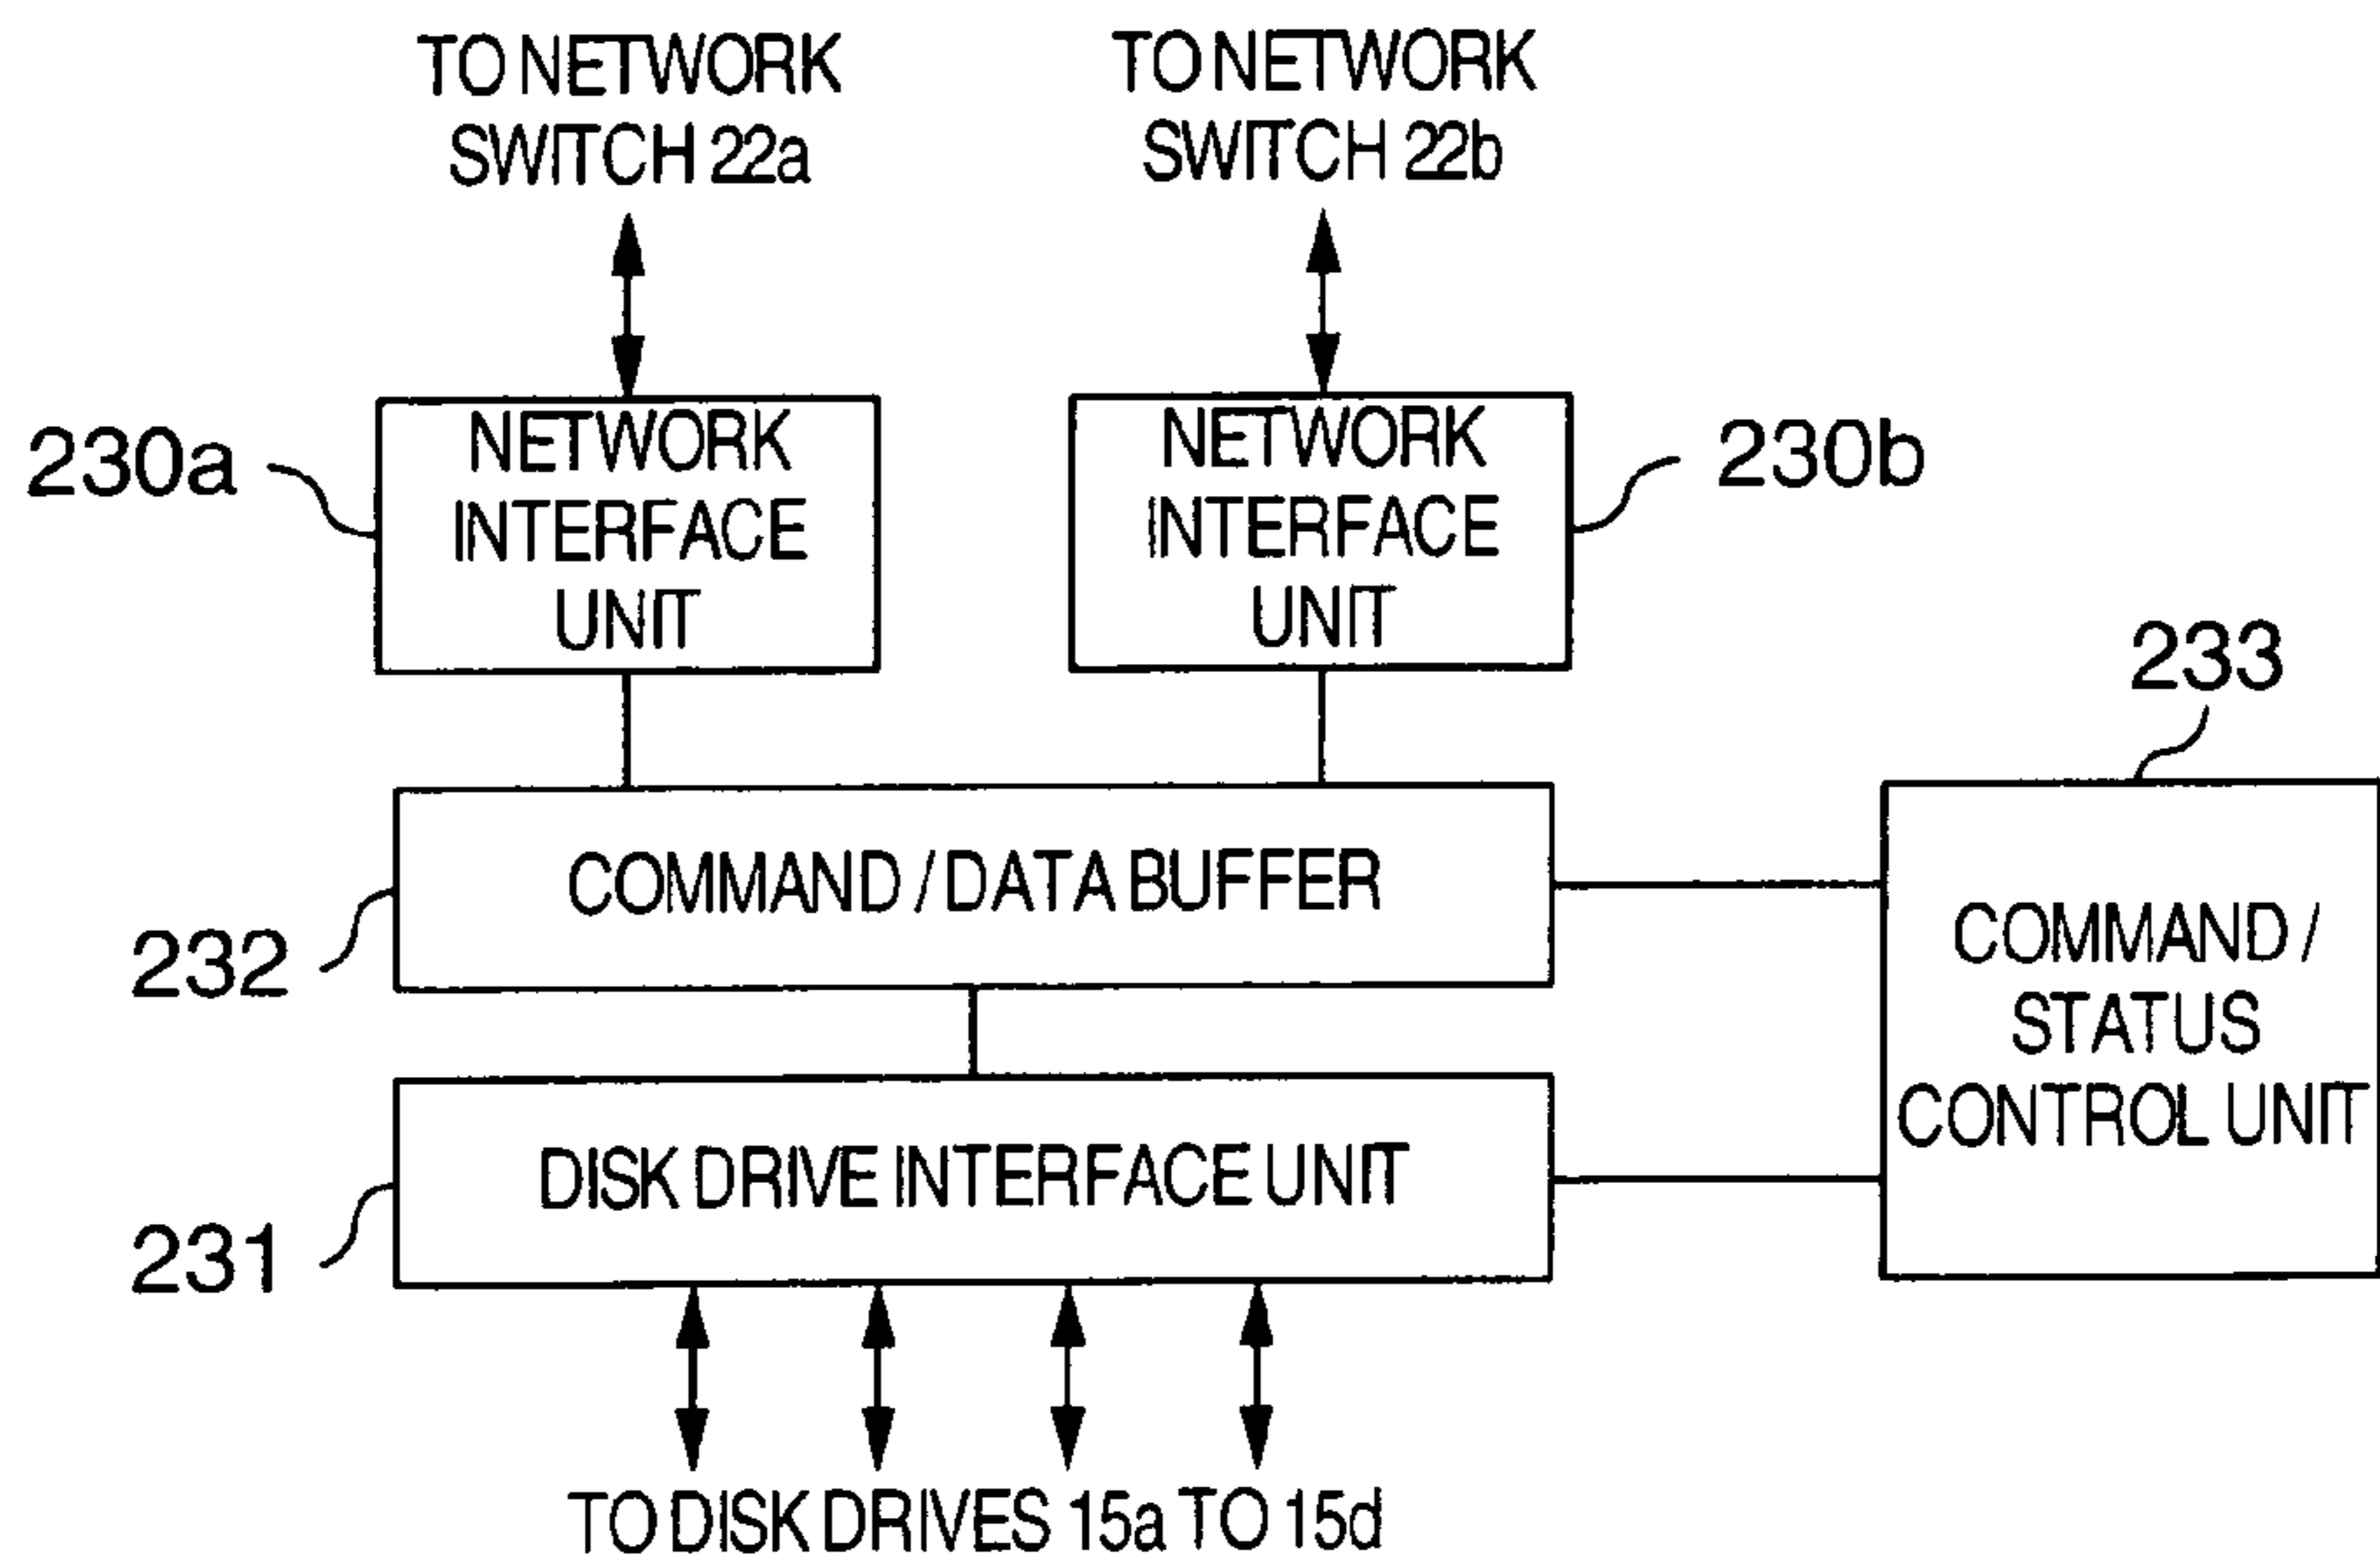 TO NETWORK
SWITCH 22a
TO NETWORK
SWITCH 22b
230a
NETWORK
INTERFACE
UNIT
NETWORK
INTERFACE
UNIT
230b
233
COMMAND / DATA BUFFER
232
COMMAND /
STATUS
CONTROL UNIT
DISK DRIVE INTERFACE UNIT
231
TO DISK DRIVES 15a TO 15d